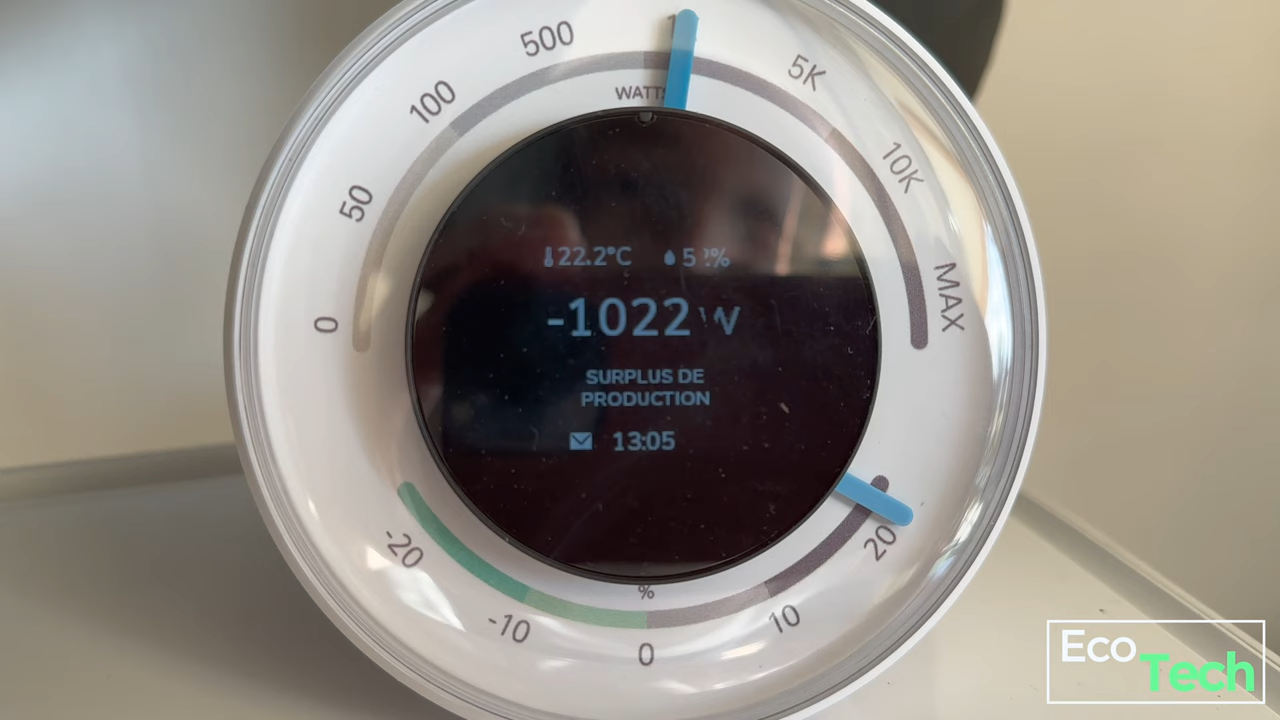 500
5K
100
WATTS
10K
50
22.2°C
-1022 W
MAX
0
SURPLUS DE
PRODUCTION
13:05
-20
20
%
-10
10
0
Eco
Tech